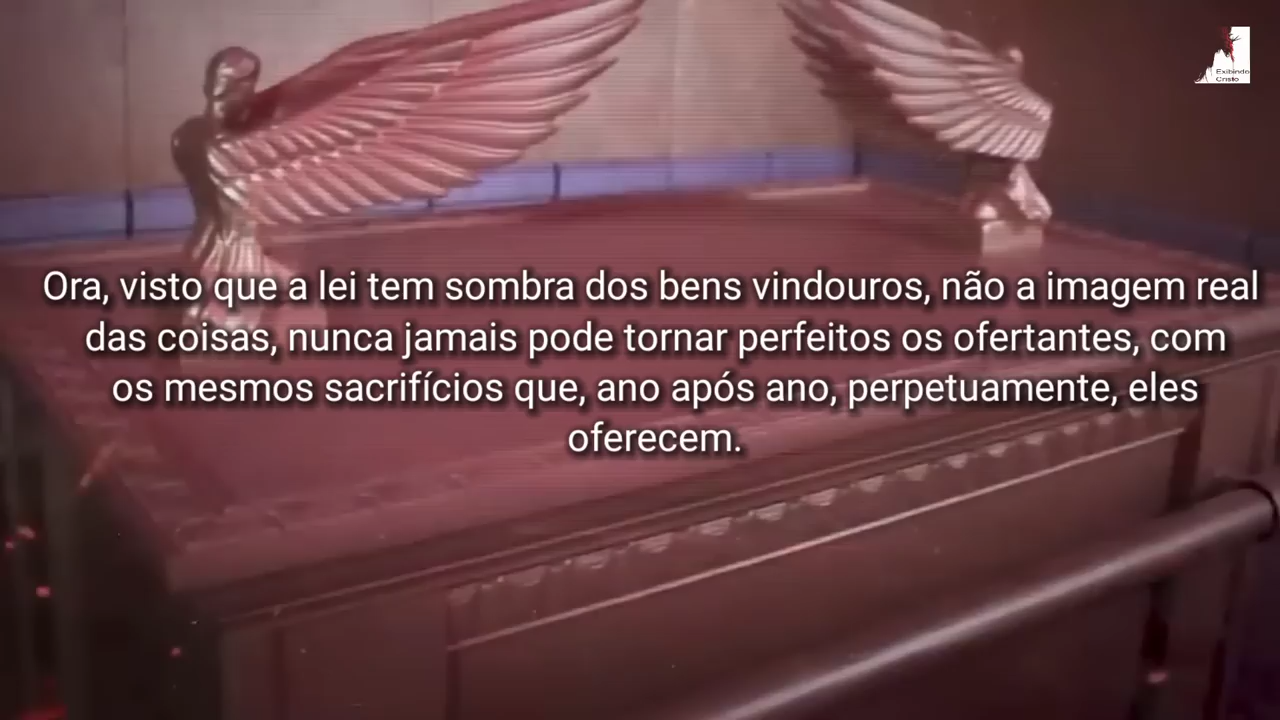 Exibindo
Cristo
Ora, visto que a lei tem sombra dos bens vindouros, não a imagem real
das coisas, nunca jamais pode tornar perfeitos os ofertantes, com
os mesmos sacrifícios que, ano após ano, perpetuamente, eles
oferecem.